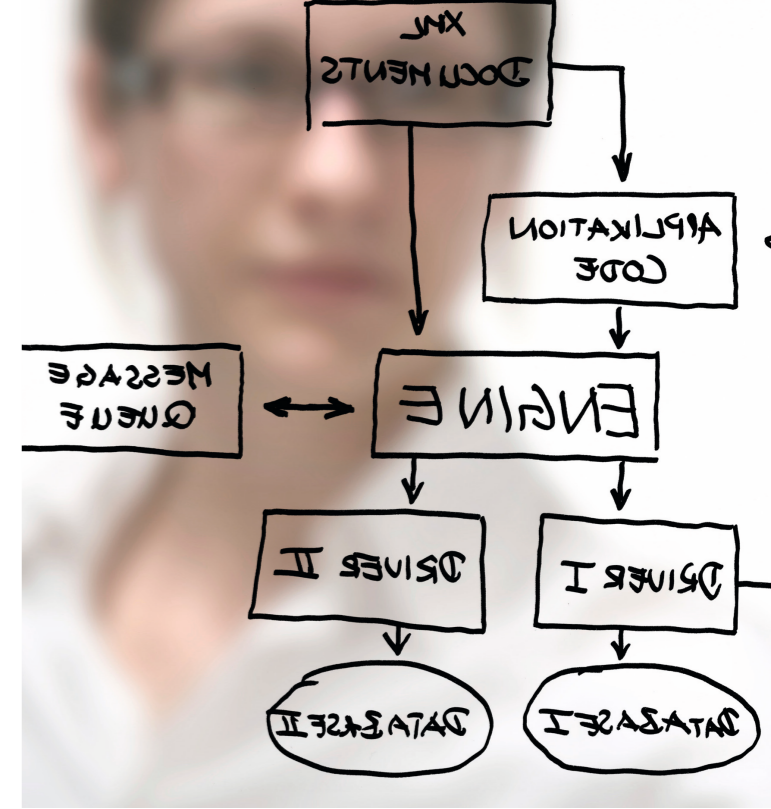 XML
DOCUMENTS
APPLIKATION
CODE
MESSAGE
QUEUE
ENGINE
DRIVER II
DRIVER I
DATABASE II
DATABASE I